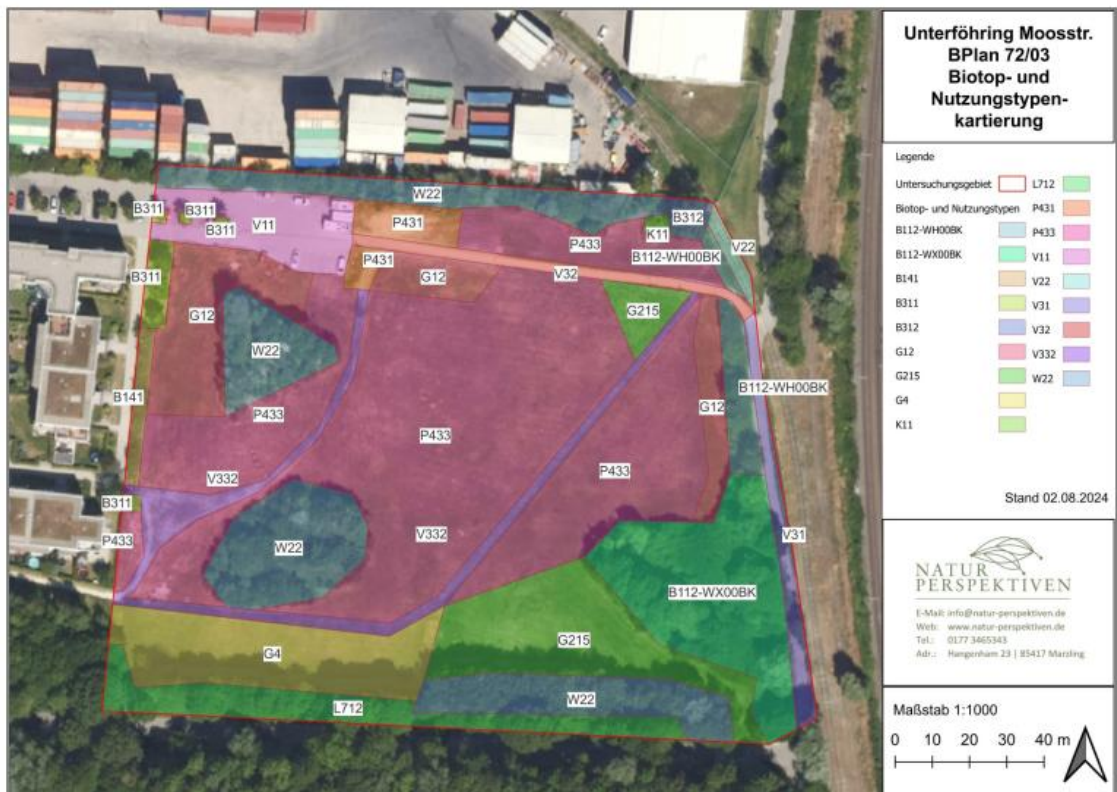 Unterföhring Moosstr.
BPlan 72/03
Biotop- und
Nutzungstypen-
kartierung
Legende
Untersuchungsgebiet
Biotop- und Nutzungstypen
B112-WH00BK
B112-WX00BK
B141
B311
B312
G12
G215
G4
K11
L712
P431
P433
V11
V22
V31
V32
V332
W22
Stand 02.08.2024
NATUR
PERSPEKTIVEN
E-Mail: info@natur-perspektiven.de
Web: www.natur-perspektiven.de
Tel.: 0177 3465343
Adr.: Hangenham 23 | 85417 Marzling
Maßstab 1:1000
0 10 20 30 40 m
W22
B311
B311
B311
V11
P431
P433
K11
B312
V22
B112-WH00BK
B311
P431
G12
V32
G12
G215
W22
B112-WH00BK
B141
P433
G12
P433
P433
V332
B311
V332
P433
W22
V31
B112-WX00BK
G4
G215
W22
L712